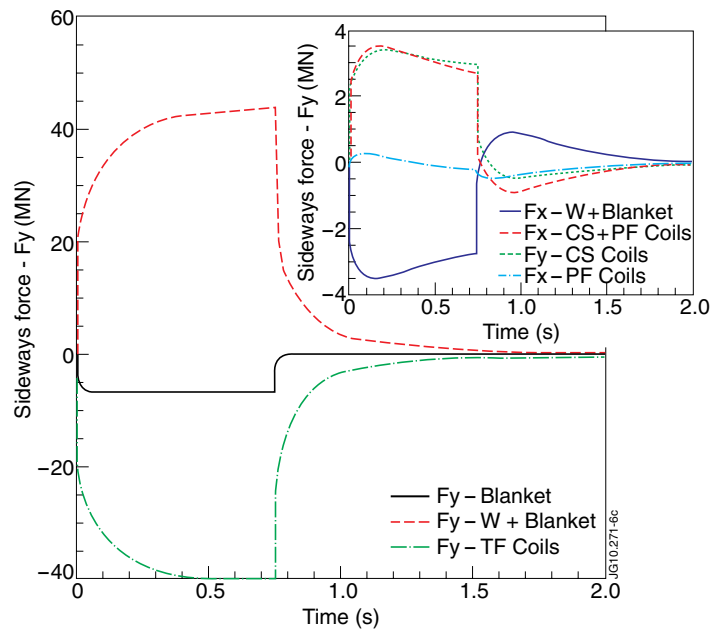 60
40
20
0
−20
−40
Sideways force - Fy (MN)
0
0.5
1.0
1.5
2.0
Time (s)
4
2
0
−2
−4
Sideways force - Fy (MN)
0
0.5
1.0
1.5
2.0
Time (s)
Fx – W+Blanket
Fx – CS+PF Coils
Fy – CS Coils
Fx – PF Coils
Fy – Blanket
Fy – W + Blanket
Fy – TF Coils
JG10.271-6c